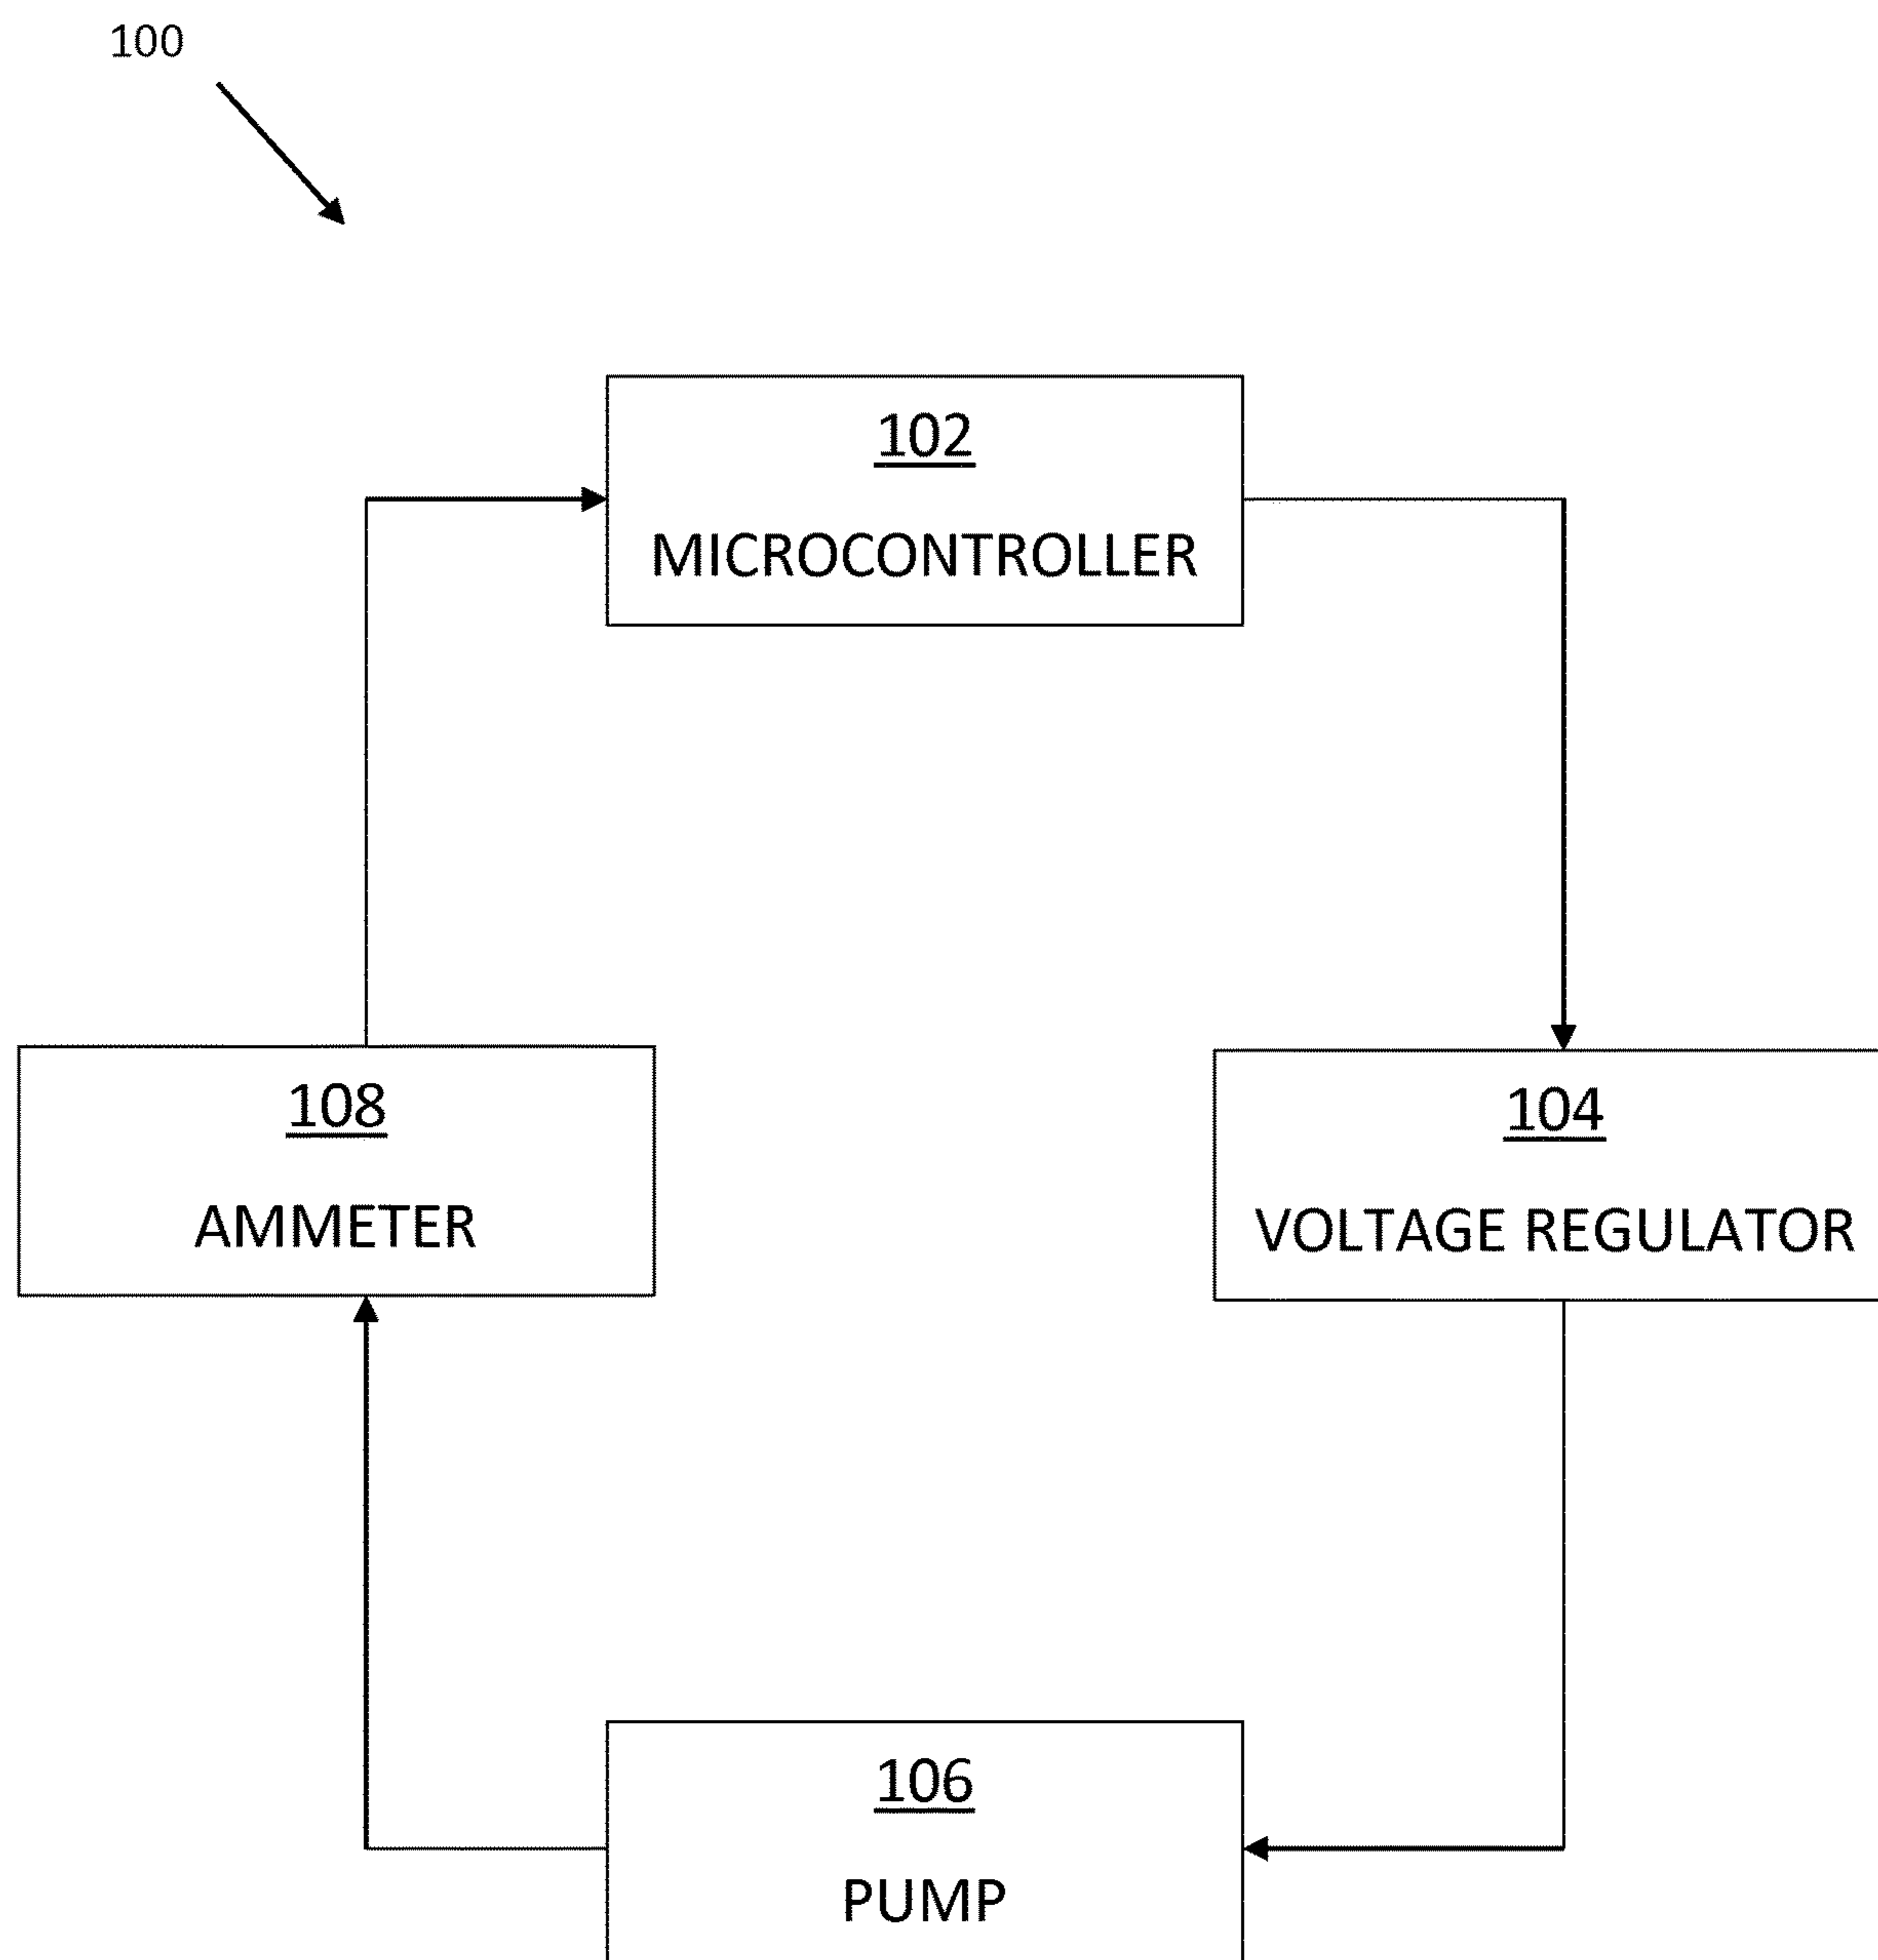 100
102
MICROCONTROLLER
108
AMMETER
104
VOLTAGE REGULATOR
106
PUMP